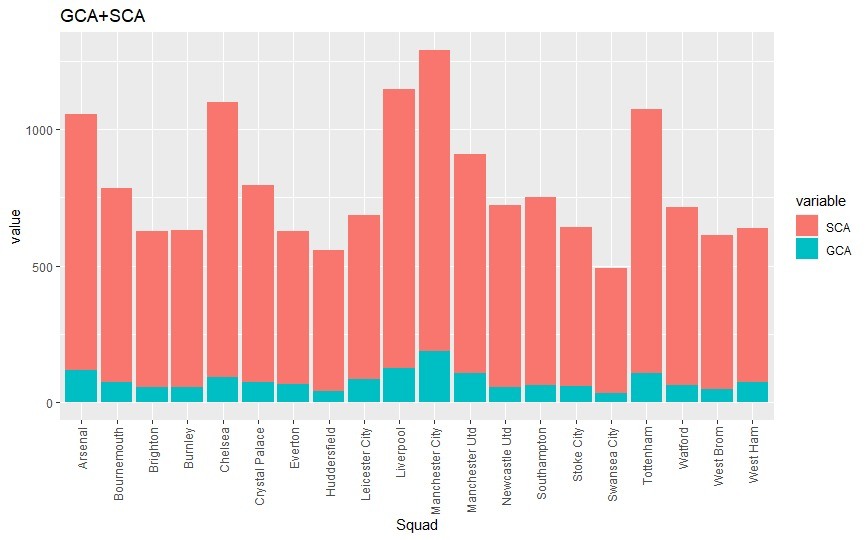 GCA+SCA
value
1000
500
0
Arsenal
Bournemouth
Brighton
Burnley
Chelsea
Crystal Palace
Everton
Huddersfield
Leicester City
Liverpool
Manchester City
Manchester Utd
Newcastle Utd
Southampton
Stoke City
Swansea City
Tottenham
Watford
West Brom
West Ham
Squad
variable
SCA
GCA